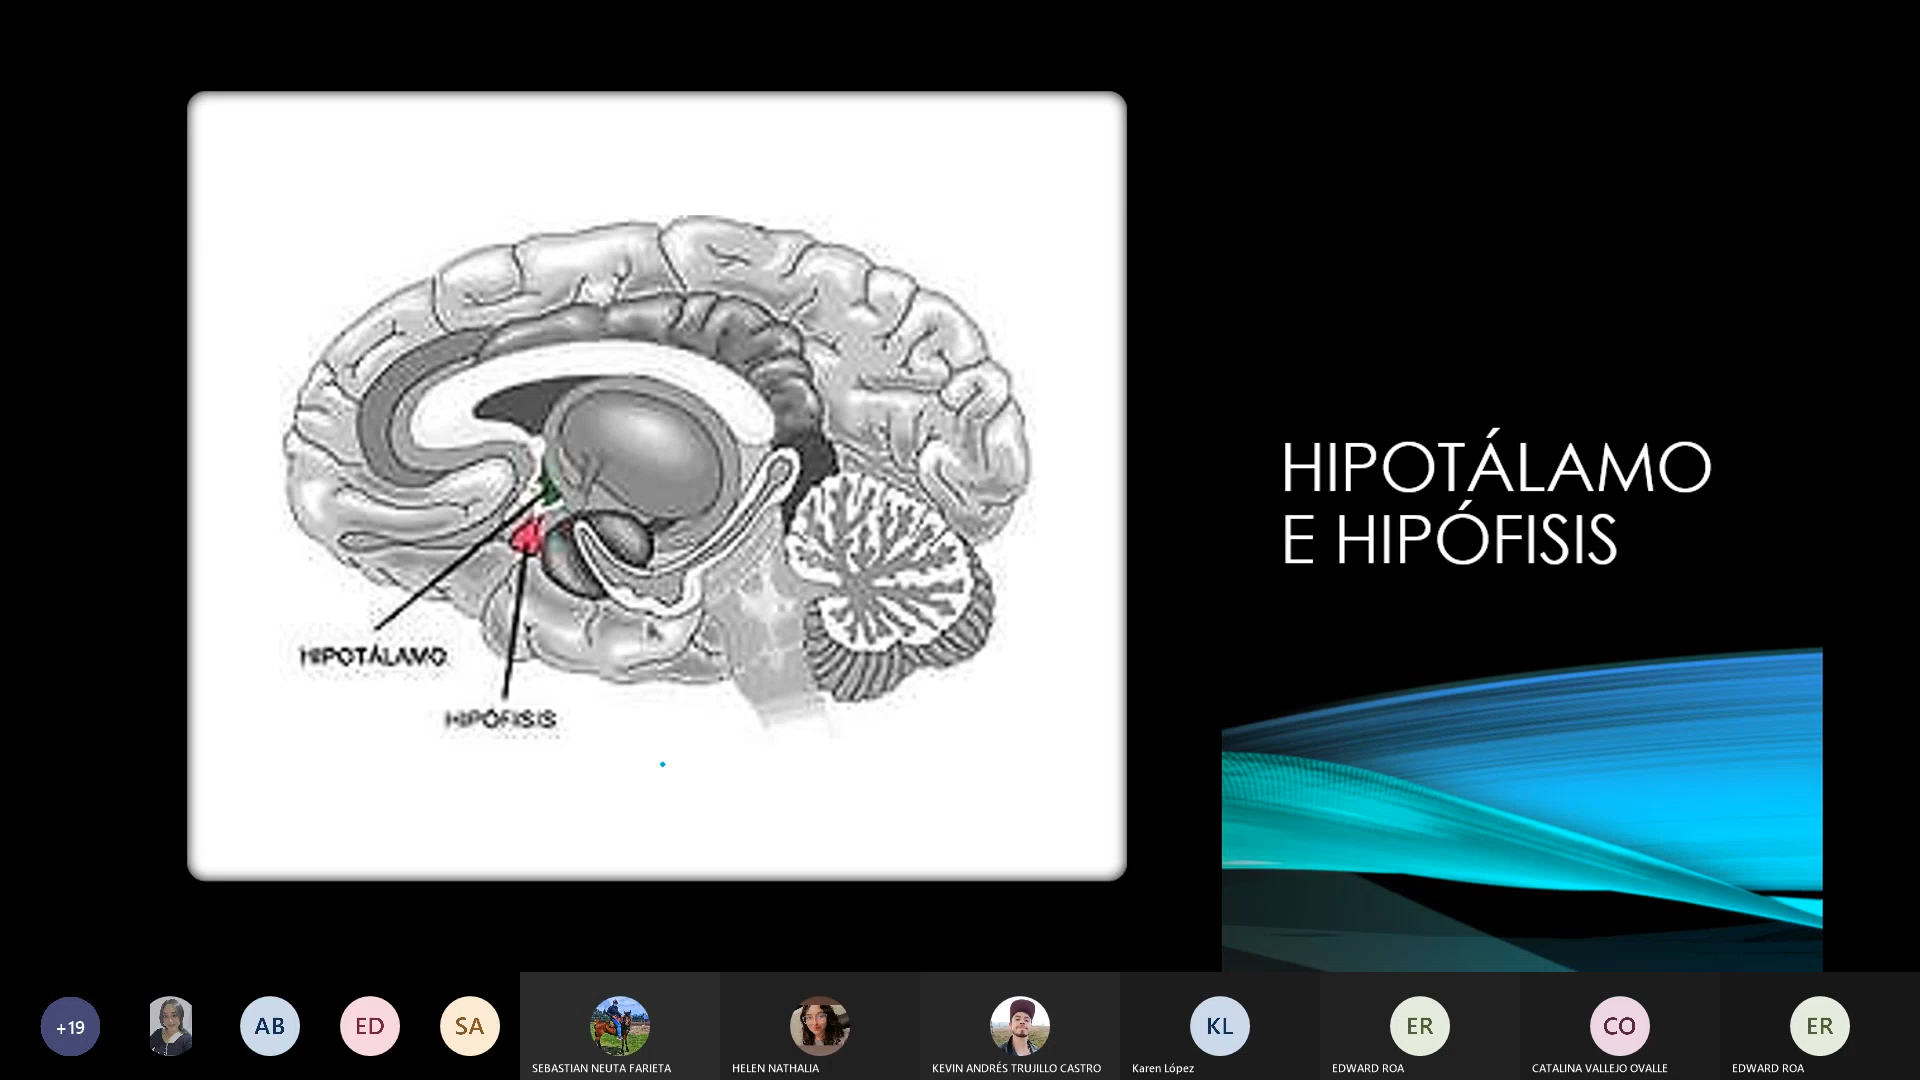 HIPOTÁLAMO
HIPÓFISIS
HIPOTÁLAMO
E HIPÓFISIS
+19
AB
ED
SA
KL
ER
CO
ER
SEBASTIAN NEUTA FARIETA
HELEN NATHALIA
KEVIN ANDRÉS TRUJILLO CASTRO
Karen López
EDWARD ROA
CATALINA VALLEJO OVALLE
EDWARD ROA